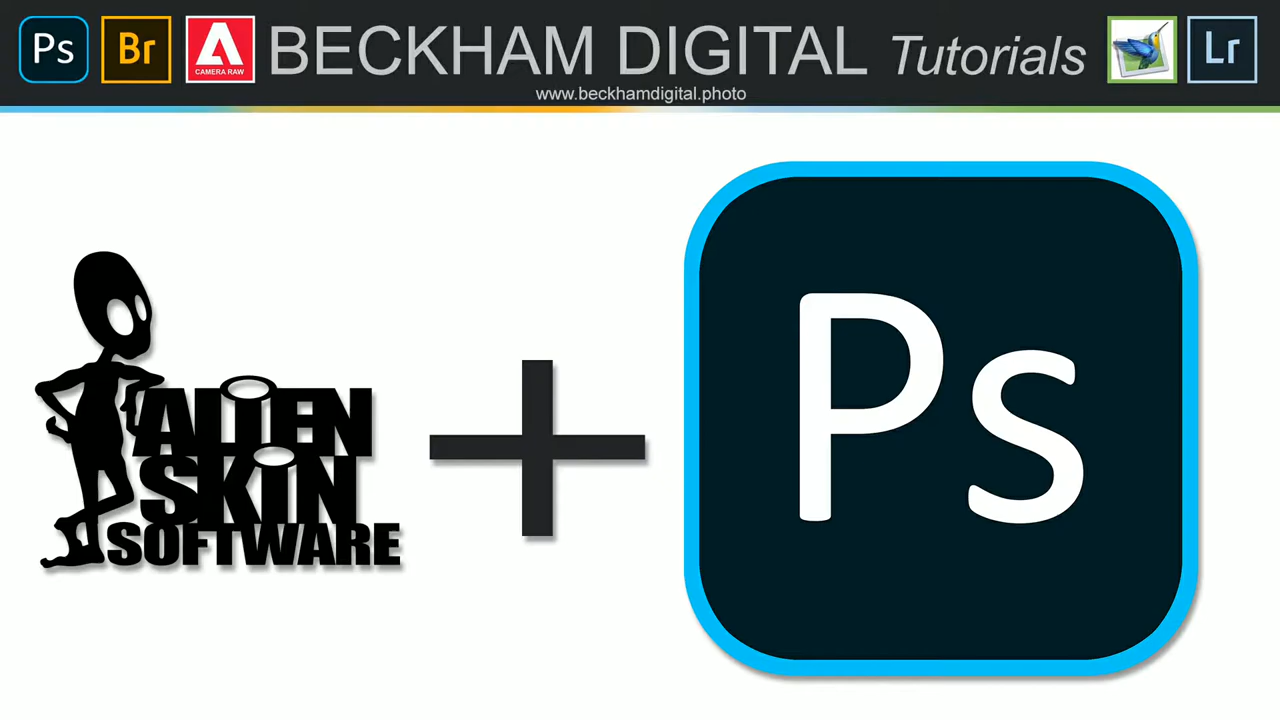 Ps Br CAMERA RAW BECKHAM DIGITAL Tutorials Lr
www.beckhamdigital.photo
ALIEN
SKIN
SOFTWARE
Ps